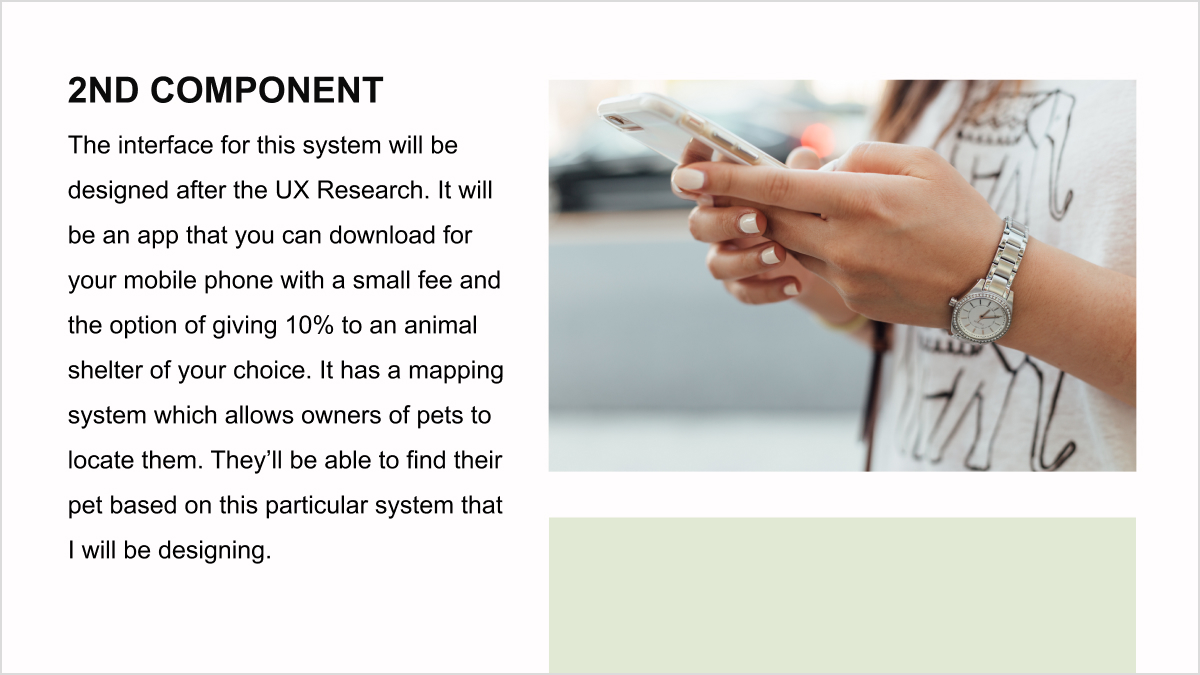 2ND COMPONENT
The interface for this system will be
designed after the UX Research. It will
be an app that you can download for
your mobile phone with a small fee and
the option of giving 10% to an animal
shelter of your choice. It has a mapping
system which allows owners of pets to
locate them. They’ll be able to find their
pet based on this particular system that
I will be designing.